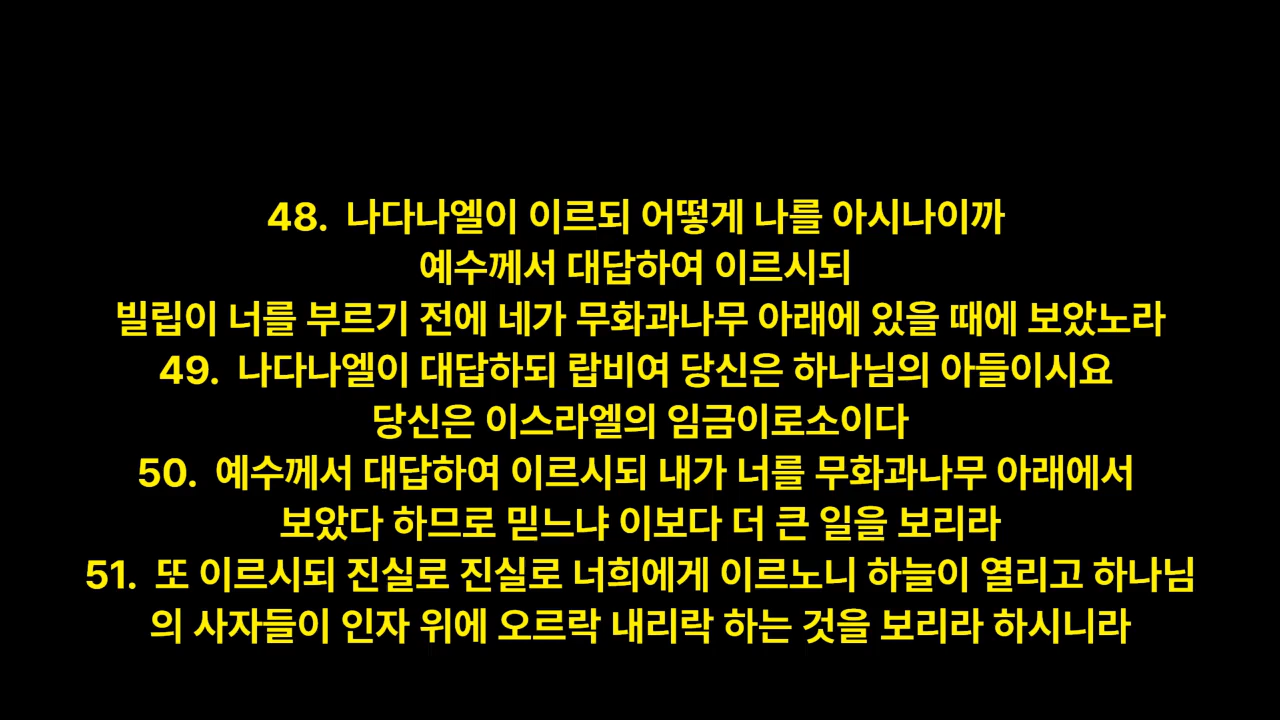 48. 나다나엘이 이르되 어떻게 나를 아시나이까
예수께서 대답하여 이르시되
빌립이 너를 부르기 전에 네가 무화과나무 아래에 있을 때에 보았노라
49. 나다나엘이 대답하되 랍비여 당신은 하나님의 아들이시요
당신은 이스라엘의 임금이로소이다
50. 예수께서 대답하여 이르시되 내가 너를 무화과나무 아래에서
보았다 하므로 믿느냐 이보다 더 큰 일을 보리라
51. 또 이르시되 진실로 진실로 너희에게 이르노니 하늘이 열리고 하나님
의 사자들이 인자 위에 오르락 내리락 하는 것을 보리라 하시니라